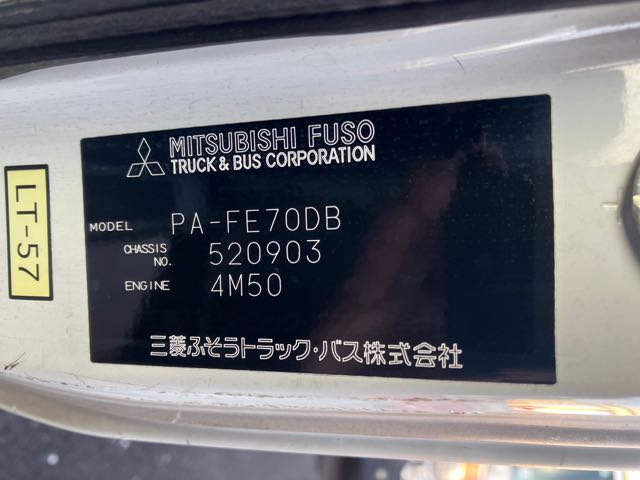 MITSUBISHI FUSO
TRUCK & BUS CORPORATION
MODEL PA-FE70DB
CHASSIS NO. 520903
ENGINE 4M50
三菱ふそうトラック・バス株式会社
LT-57